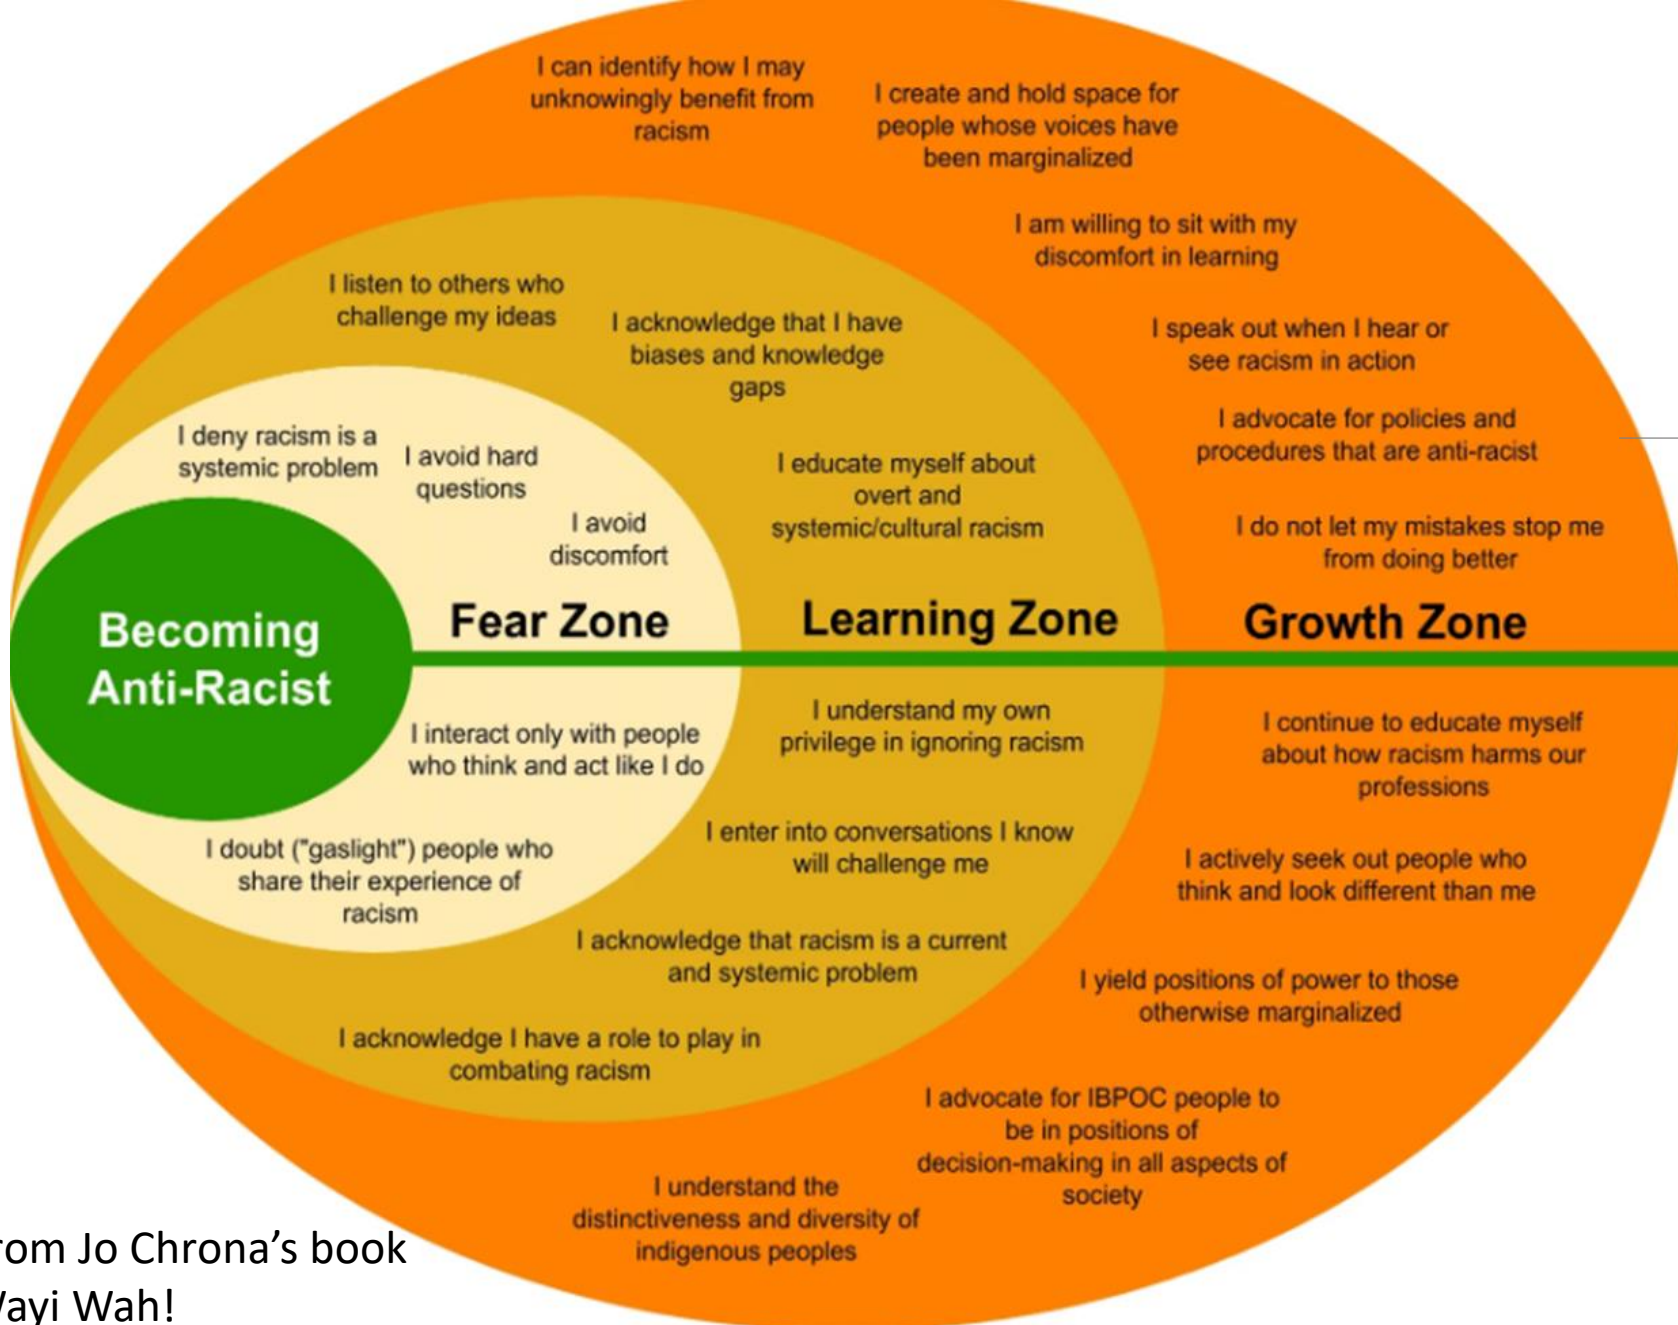 I can identify how I may
unknowingly benefit from
racism
I create and hold space for
people whose voices have
been marginalized
I am willing to sit with my
discomfort in learning
I speak out when I hear or
see racism in action
I advocate for policies and
procedures that are anti-racist
I do not let my mistakes stop me
from doing better
I listen to others who
challenge my ideas
I acknowledge that I have
biases and knowledge
gaps
I educate myself about
overt and
systemic/cultural racism
I deny racism is a
systemic problem
I avoid hard
questions
I avoid
discomfort
Becoming
Anti-Racist
Fear Zone
Learning Zone
Growth Zone
I interact only with people
who think and act like I do
I doubt ("gaslight") people who
share their experience of
racism
I understand my own
privilege in ignoring racism
I enter into conversations I know
will challenge me
I acknowledge that racism is a current
and systemic problem
I acknowledge I have a role to play in
combating racism
I continue to educate myself
about how racism harms our
professions
I actively seek out people who
think and look different than me
I yield positions of power to those
otherwise marginalized
I advocate for IBPOC people to
be in positions of
decision-making in all aspects of
society
I understand the
distinctiveness and diversity of
indigenous peoples
rom Jo Chrona's book
ayi Wah!